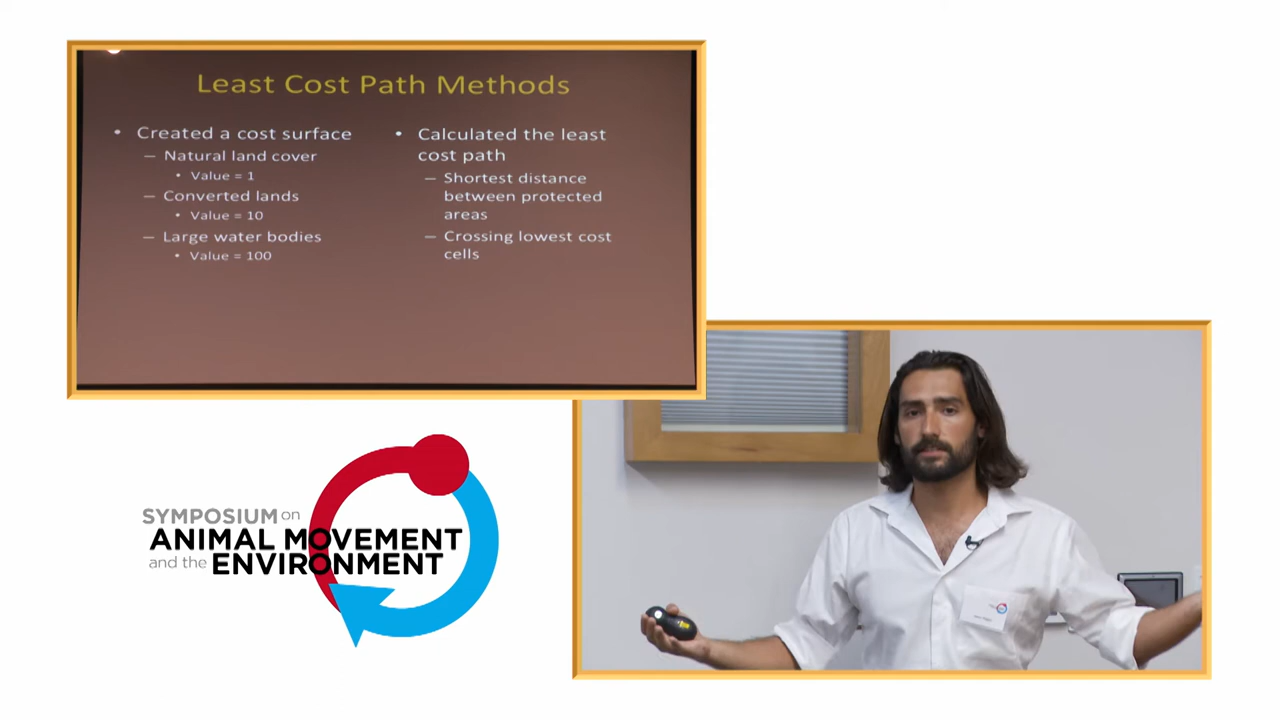 Least Cost Path Methods
• Created a cost surface
– Natural land cover
• Value = 1
– Converted lands
• Value = 10
– Large water bodies
• Value = 100
• Calculated the least
cost path
– Shortest distance
between protected
areas
– Crossing lowest cost
cells
SYMPOSIUM on
ANIMAL MOVEMENT
and the ENVIRONMENT